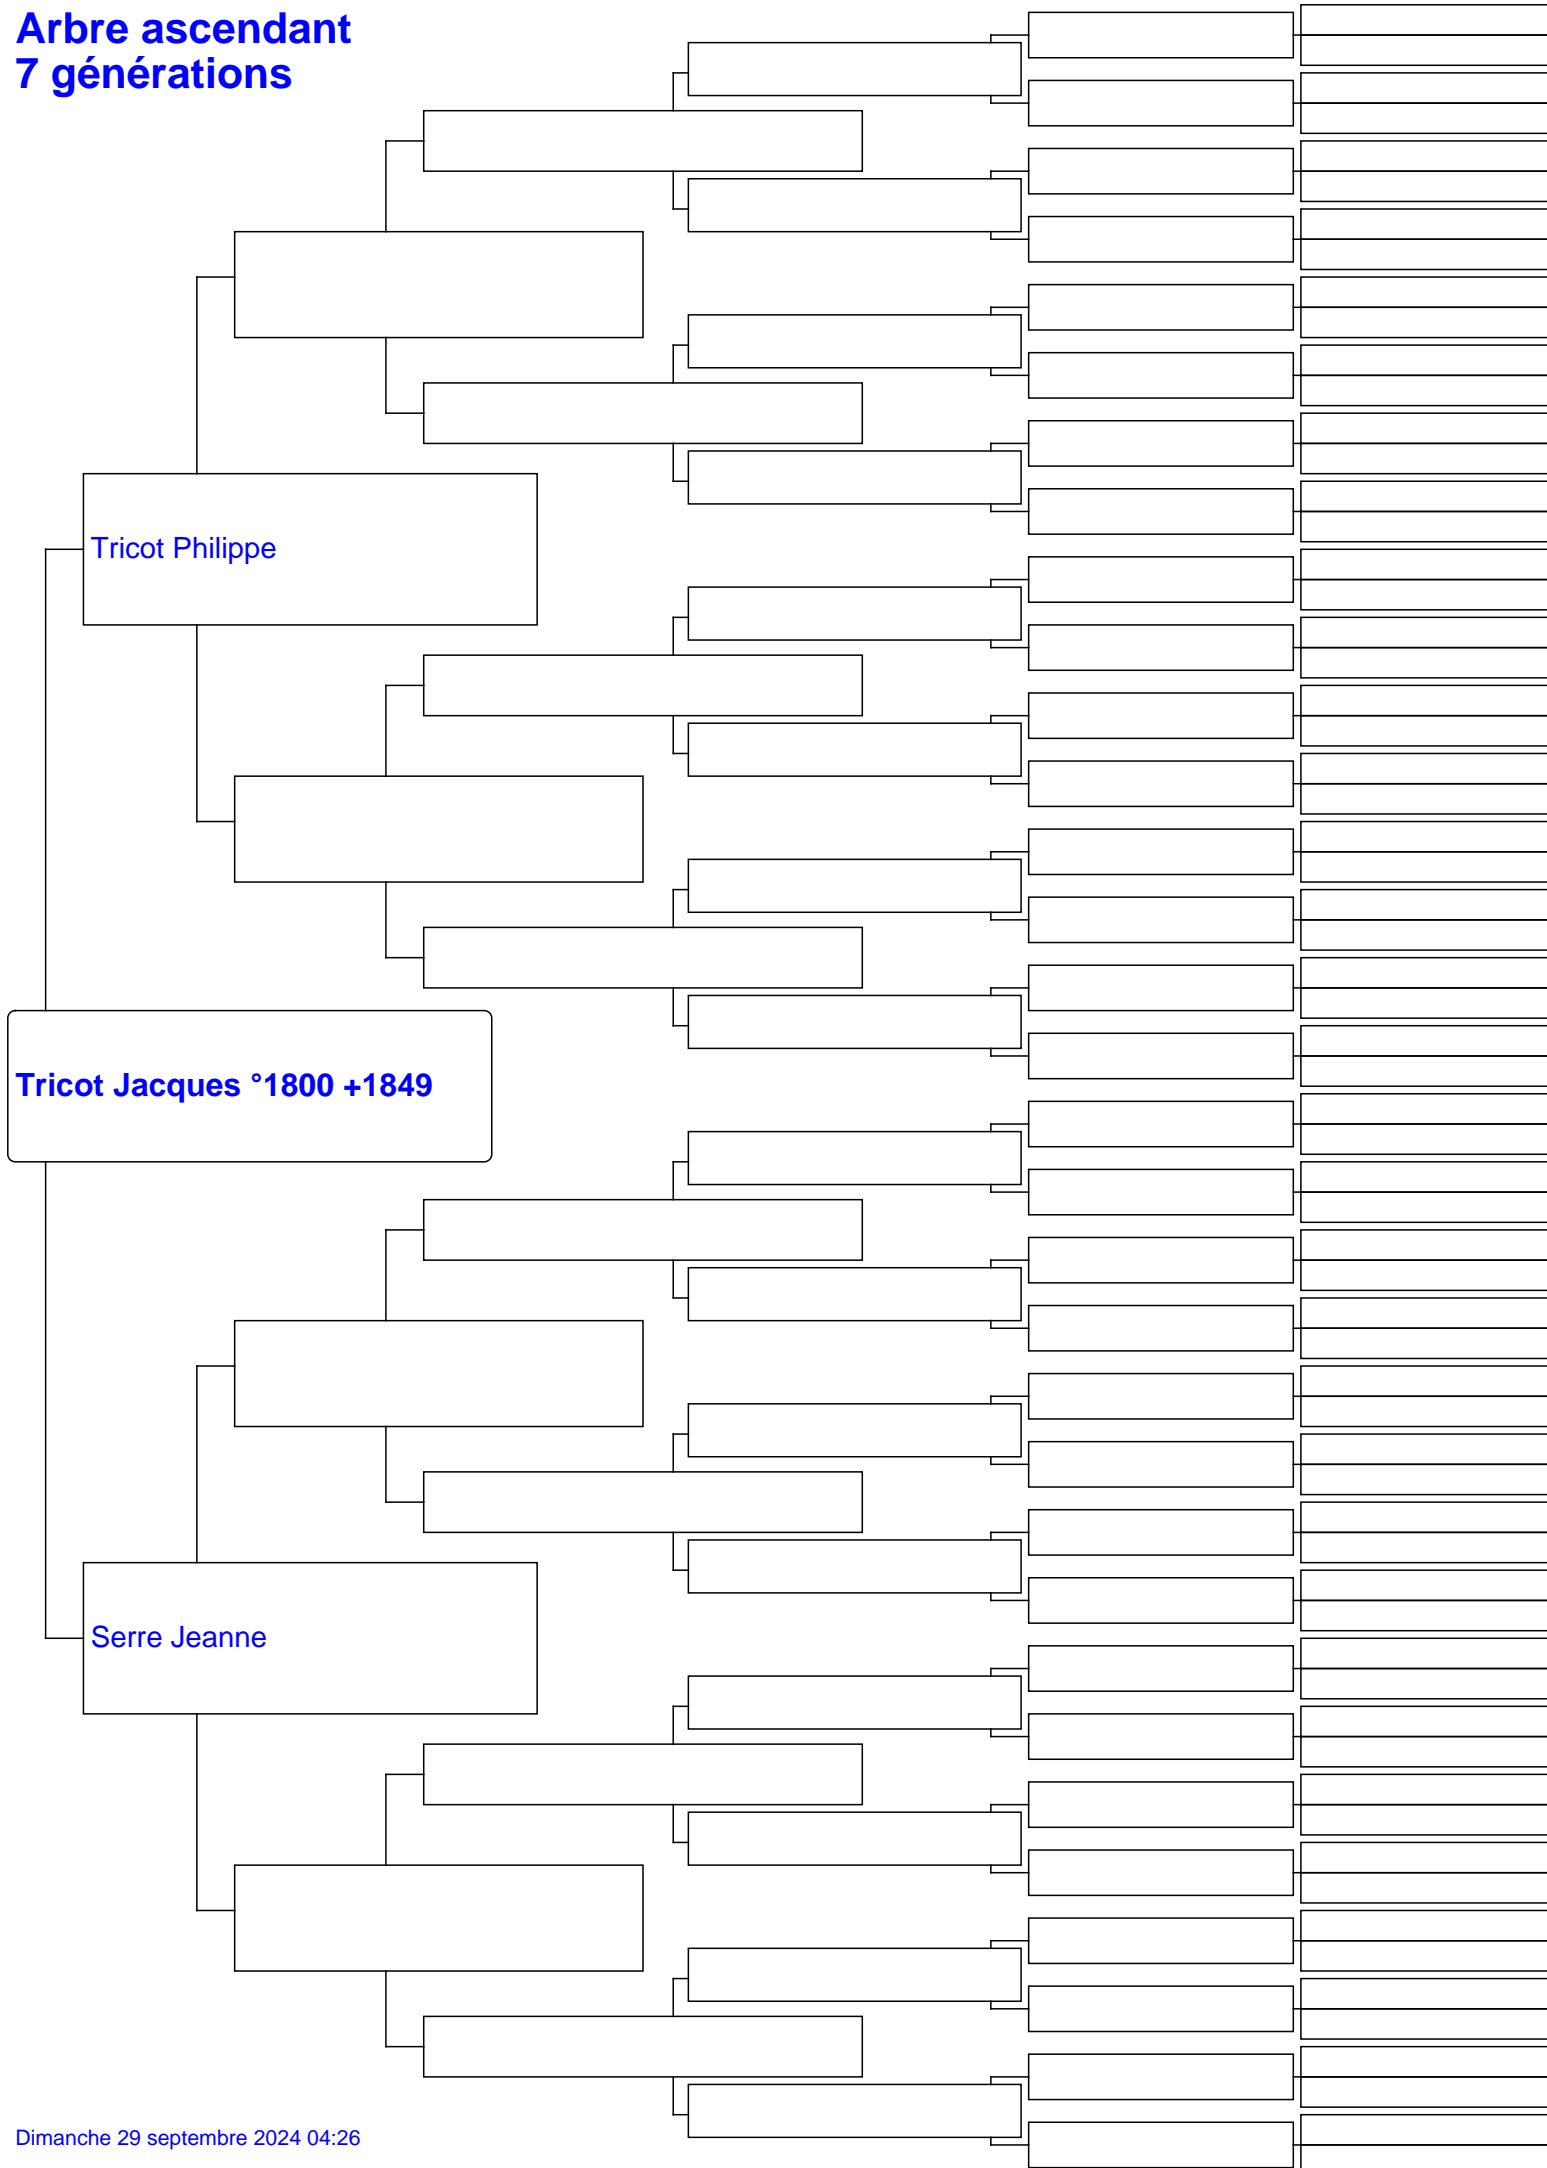 Arbre ascendant
7 générations
Tricot Philippe
Tricot Jacques °1800 +1849
Serre Jeanne
Dimanche 29 septembre 2024 04:26